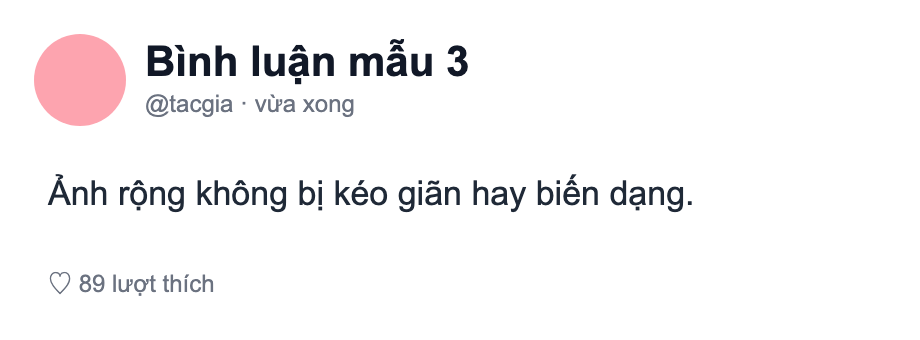 Bình luận mẫu 3
@tacgia · vừa xong
Ảnh rộng không bị kéo giãn hay biến dạng.
♡ 89 lượt thích